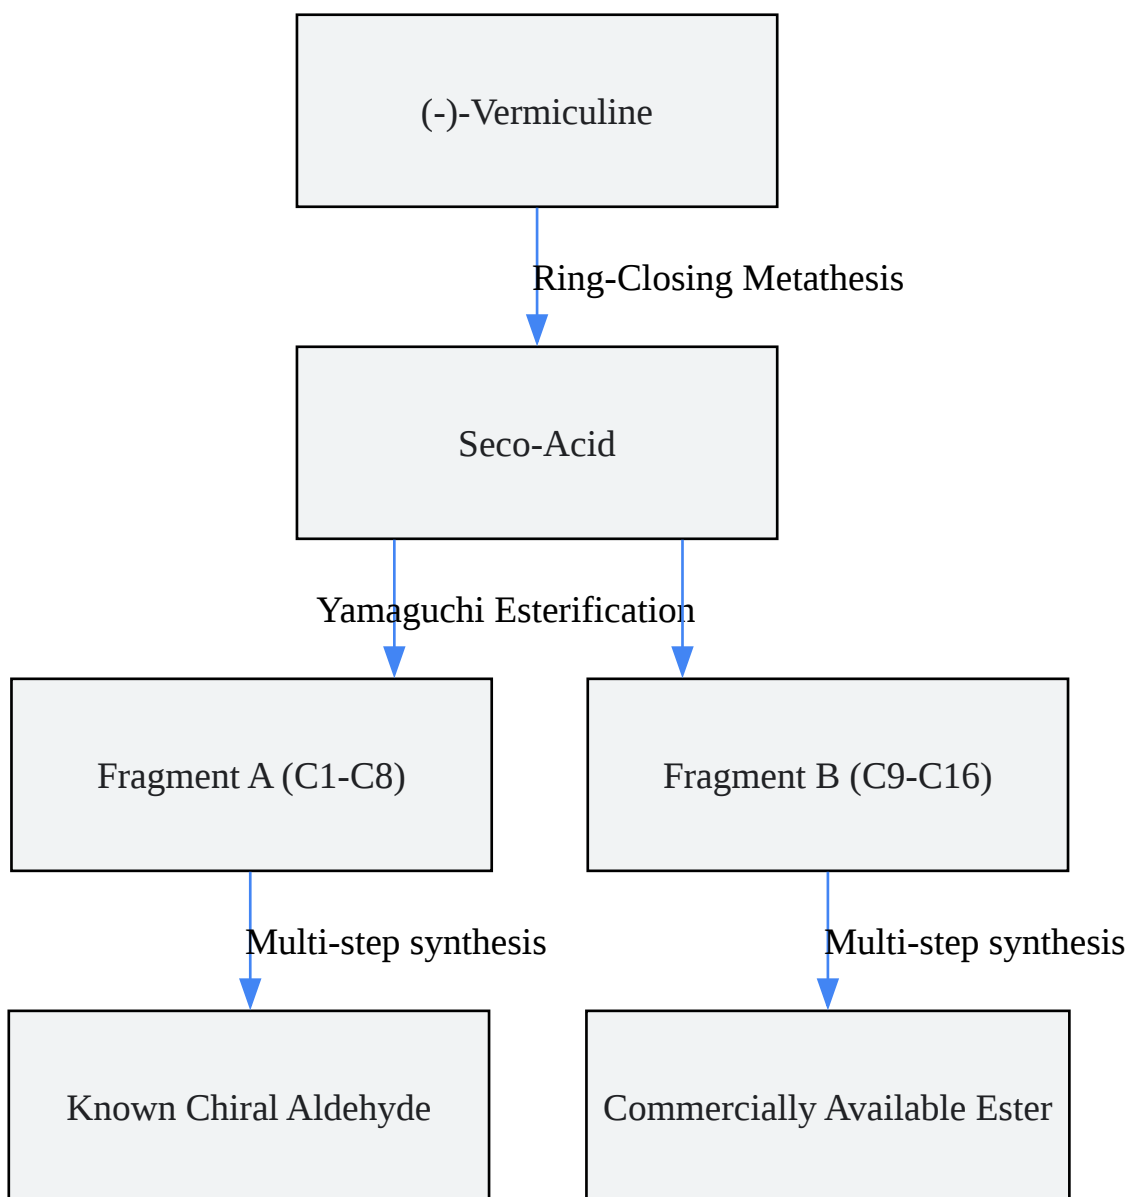 (-)-Vermiculine
Ring-Closing Metathesis
Seco-Acid
Yamaguchi Esterification
Fragment A (C1-C8)
Fragment B (C9-C16)
Multi-step synthesis
Multi-step synthesis
Known Chiral Aldehyde
Commercially Available Ester